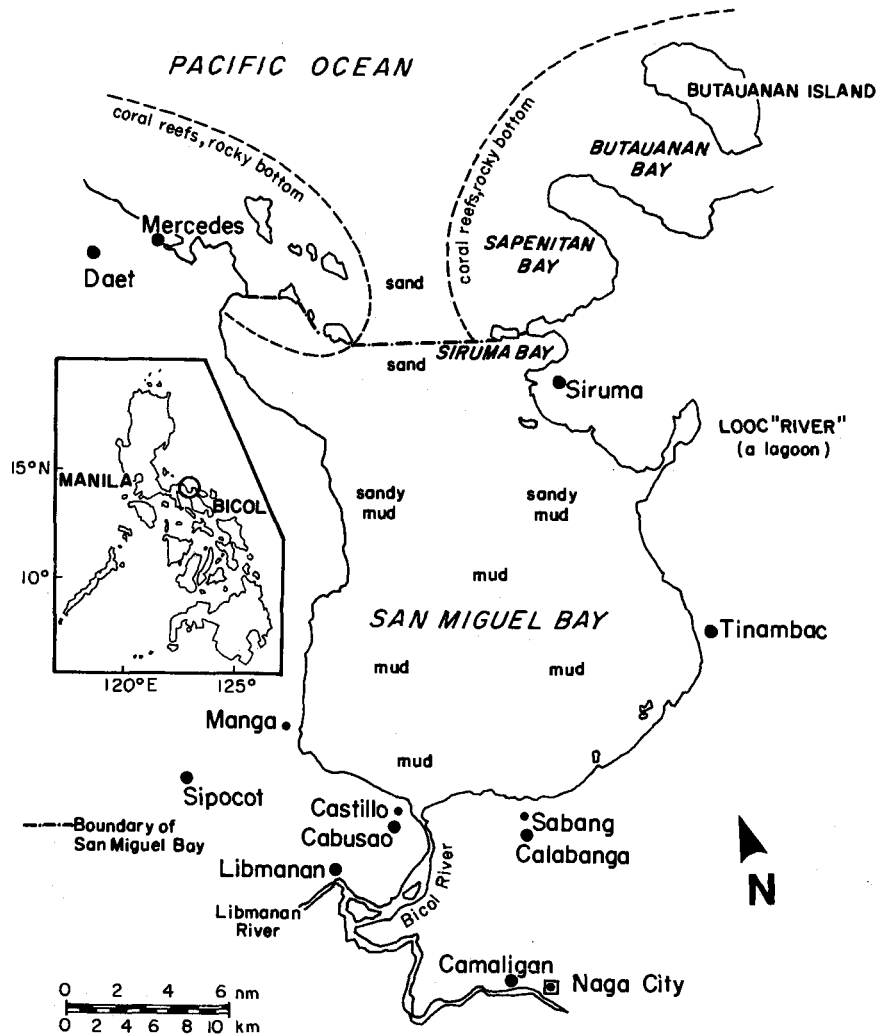 PACIFIC OCEAN
BUTAUANAN ISLAND
coral reefs, rocky bottom
coral reefs, rocky bottom
BUTAUANAN
BAY
Mercedes
SAPENITAN
BAY
Daet
sand
SIRUMA BAY
sand
Siruma
LOOC "RIVER"
(a lagoon)
15°N
MANILA
BICOL
10°
120°E
125°
sandy
mud
sandy
mud
mud
SAN MIGUEL BAY
Tinambac
mud
mud
Manga
mud
Sipocot
Castillo
Cabusao
Sabang
Calabanga
Boundary of
San Miguel Bay
Libmanan
Libmanan
River
Bicol River
N
Camaligan
Naga City
0 2 4 6 nm
0 2 4 6 8 10 km